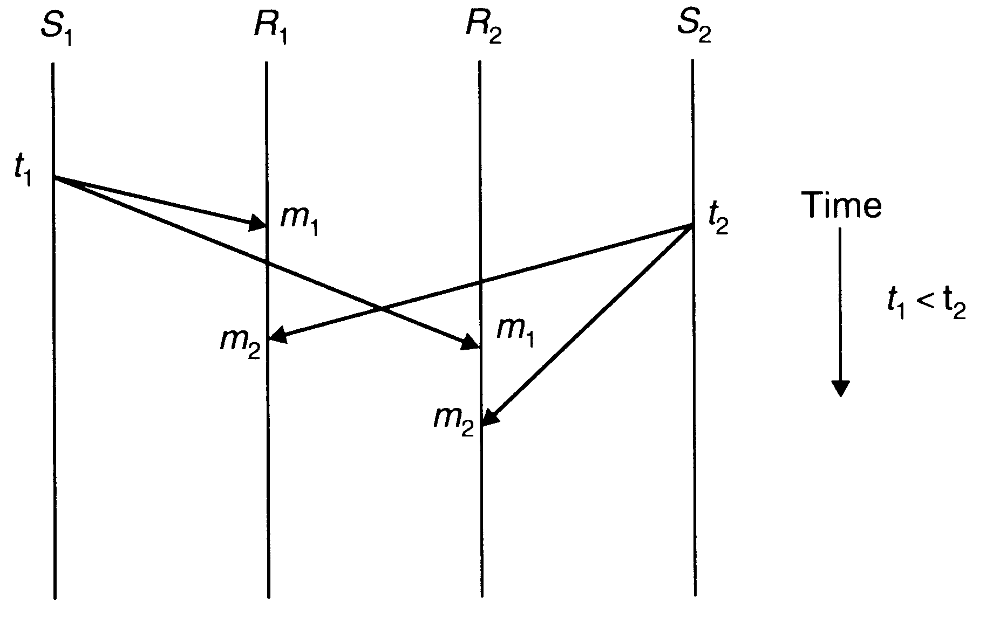 S₁ R₁ R₂ S₂
t₁
Time
m₁ t₂
t₁ < t₂
m₂ m₁
m₂